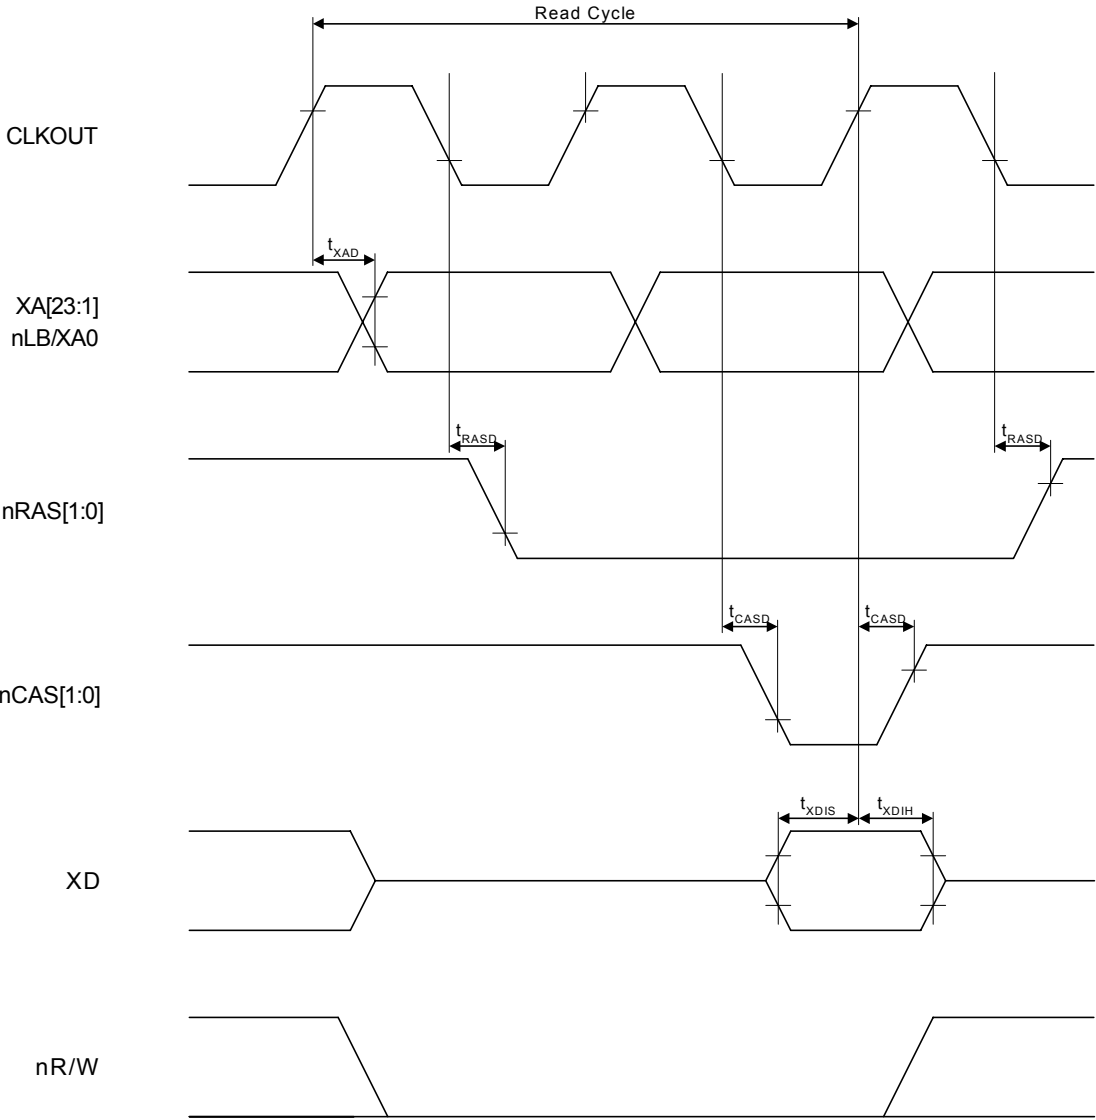 Read Cycle
CLKOUT
tXAD
XA[23:1]
nLB/XA0
tRASD
tRASD
nRAS[1:0]
tCASD
tCASD
nCAS[1:0]
tXDIS
tXDIH
XD
nR/W